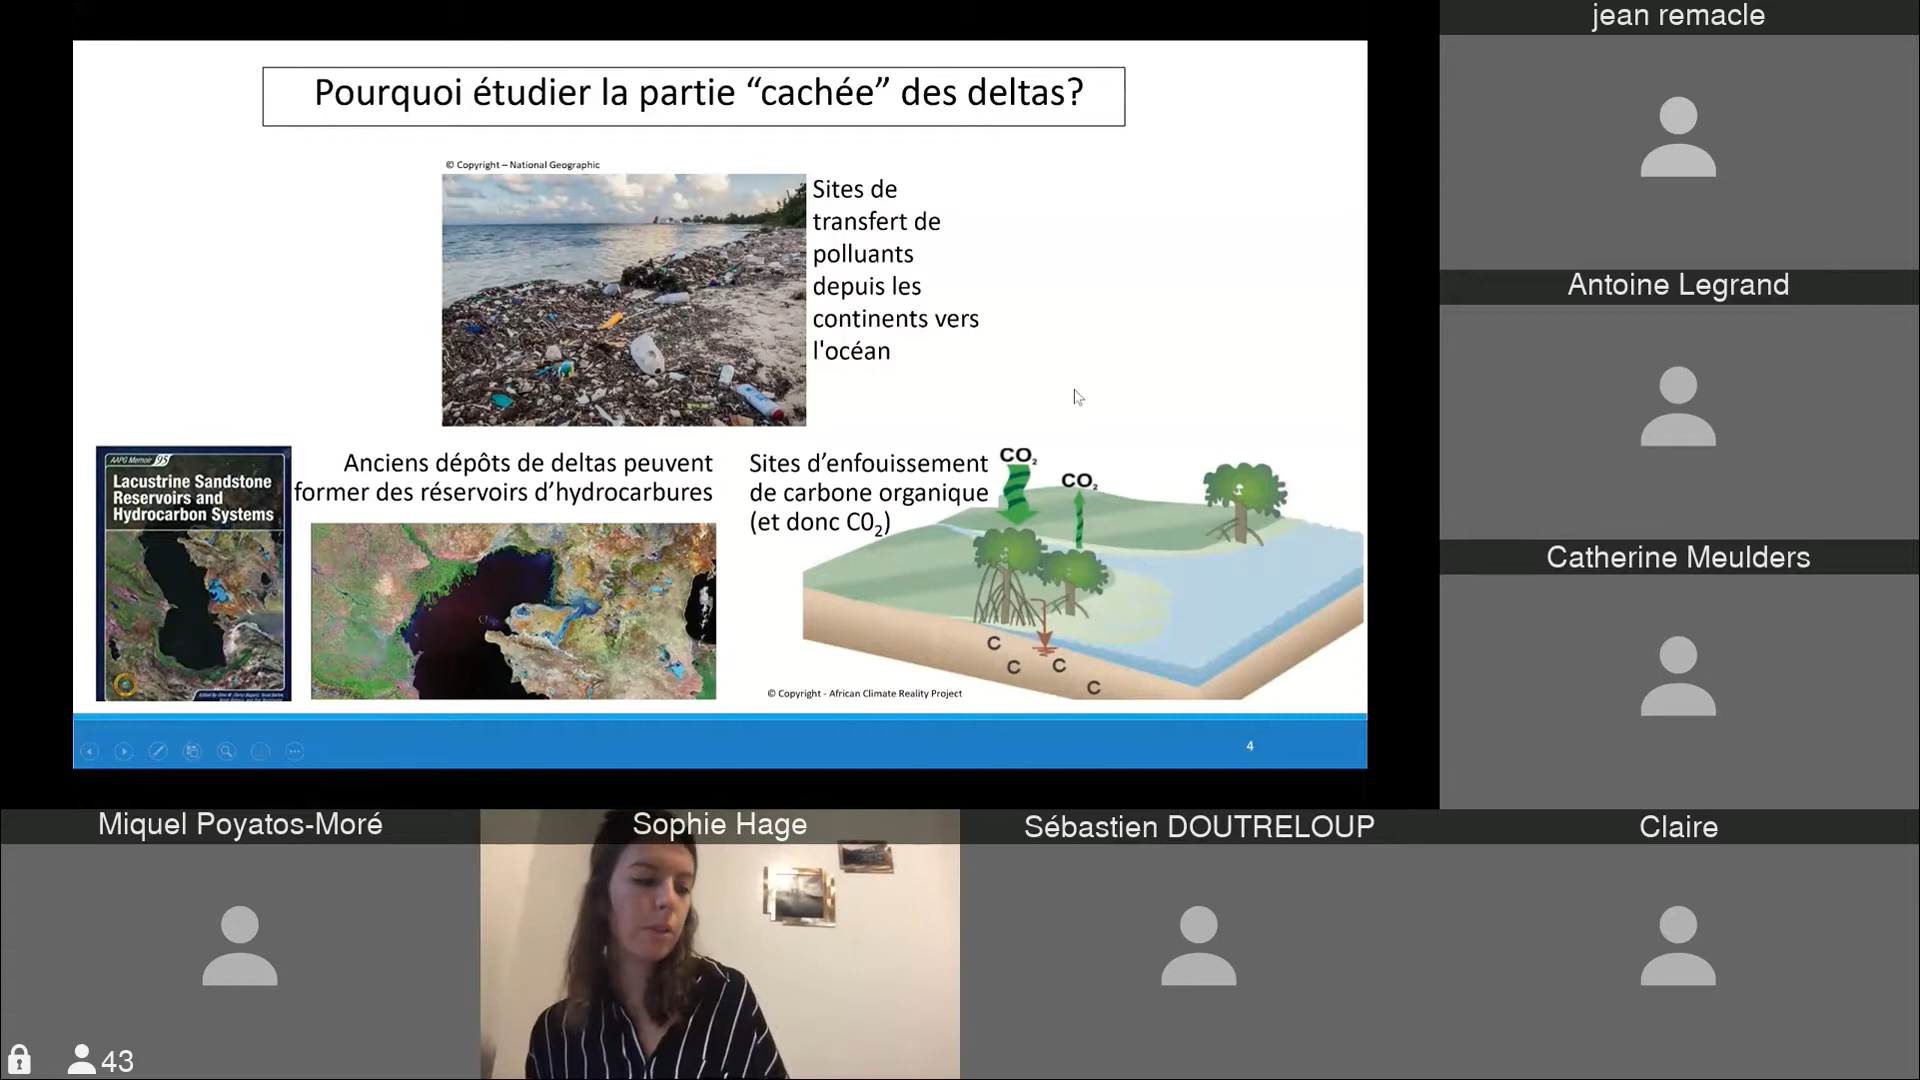 jean remacle
Pourquoi étudier la partie “cachée” des deltas?
© Copyright – National Geographic
Sites de
transfert de
polluants
depuis les
continents vers
l'océan
Antoine Legrand
AAPG Memoir 95
Lacustrine Sandstone
Reservoirs and
Hydrocarbon Systems
Anciens dépôts de deltas peuvent
former des réservoirs d’hydrocarbures
Sites d’enfouissement
de carbone organique
(et donc C0₂)
CO₂
CO₂
C
C
C
C
© Copyright - African Climate Reality Project
Catherine Meulders
4
Miquel Poyatos-Moré
Sophie Hage
Sébastien DOUTRELOUP
Claire
43